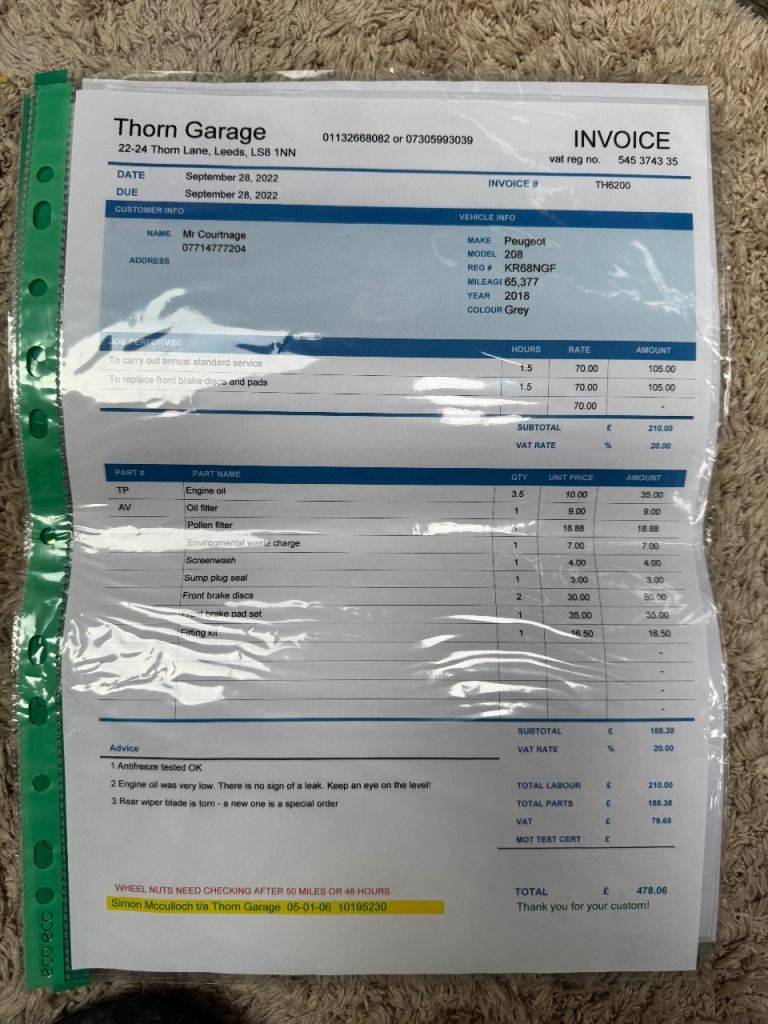 Thorn Garage
22-24 Thorn Lane, Leeds, LS8 1NN
01132668082 or 07305993039
INVOICE
vat reg no. 545 3743 35
DATE September 28, 2022
DUE September 28, 2022
INVOICE # TH6200
CUSTOMER INFO VEHICLE INFO
NAME Mr Courtnage
07714777204
ADDRESS
MAKE Peugeot
MODEL 208
REG # KR68NGF
MILEAGE 65,377
YEAR 2018
COLOUR Grey
JOB PERFORMED HOURS RATE AMOUNT
To carry out annual standard service 1.5 70.00 105.00
To replace front brake discs and pads 1.5 70.00 105.00
70.00 -
SUBTOTAL £ 210.00
VAT RATE % 20.00
PART # PART NAME QTY UNIT PRICE AMOUNT
TP Engine oil 3.5 10.00 35.00
AV Oil filter 1 9.00 9.00
Pollen filter 18.88 18.88
Environmental waste charge 1 7.00 7.00
Screenwash 1 4.00 4.00
Sump plug seal 1 3.00 3.00
Front brake discs 2 30.00 60.00
Front brake pad set 1 35.00 35.00
Fitting kit 1 16.50 16.50
-
-
-
-
SUBTOTAL £ 188.38
VAT RATE % 20.00
Advice
1 Antifreeze tested OK
2 Engine oil was very low. There is no sign of a leak. Keep an eye on the level!
3 Rear wiper blade is torn - a new one is a special order
TOTAL LABOUR £ 210.00
TOTAL PARTS £ 188.38
VAT £ 79.68
MOT TEST CERT £
WHEEL NUTS NEED CHECKING AFTER 50 MILES OR 48 HOURS
Simon Mcculloch t/a Thorn Garage 05-01-06 10195230
TOTAL £ 478.06
Thank you for your custom!
eco eco